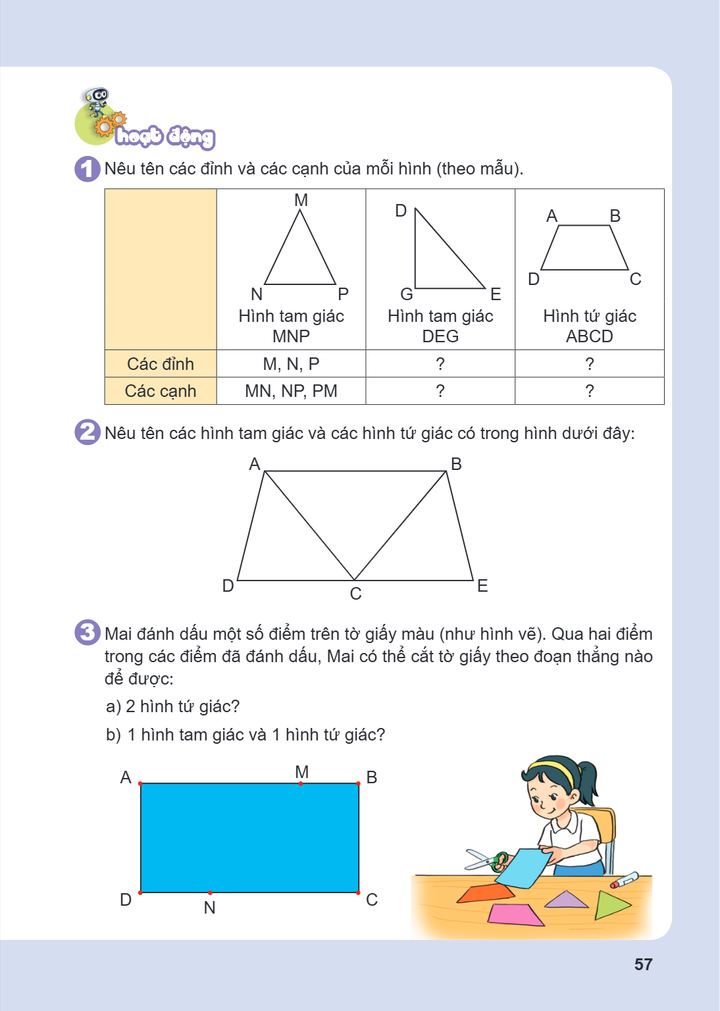 hoạt động
1 Nêu tên các đỉnh và các cạnh của mỗi hình (theo mẫu).
M
N P
Hình tam giác
MNP
D
G E
Hình tam giác
DEG
A B
D C
Hình tứ giác
ABCD
Các đỉnh M, N, P ? ?
Các cạnh MN, NP, PM ? ?
2 Nêu tên các hình tam giác và các hình tứ giác có trong hình dưới đây:
A B
D C E
3 Mai đánh dấu một số điểm trên tờ giấy màu (như hình vẽ). Qua hai điểm
trong các điểm đã đánh dấu, Mai có thể cắt tờ giấy theo đoạn thẳng nào
để được:
a) 2 hình tứ giác?
b) 1 hình tam giác và 1 hình tứ giác?
A M B
D N C
57